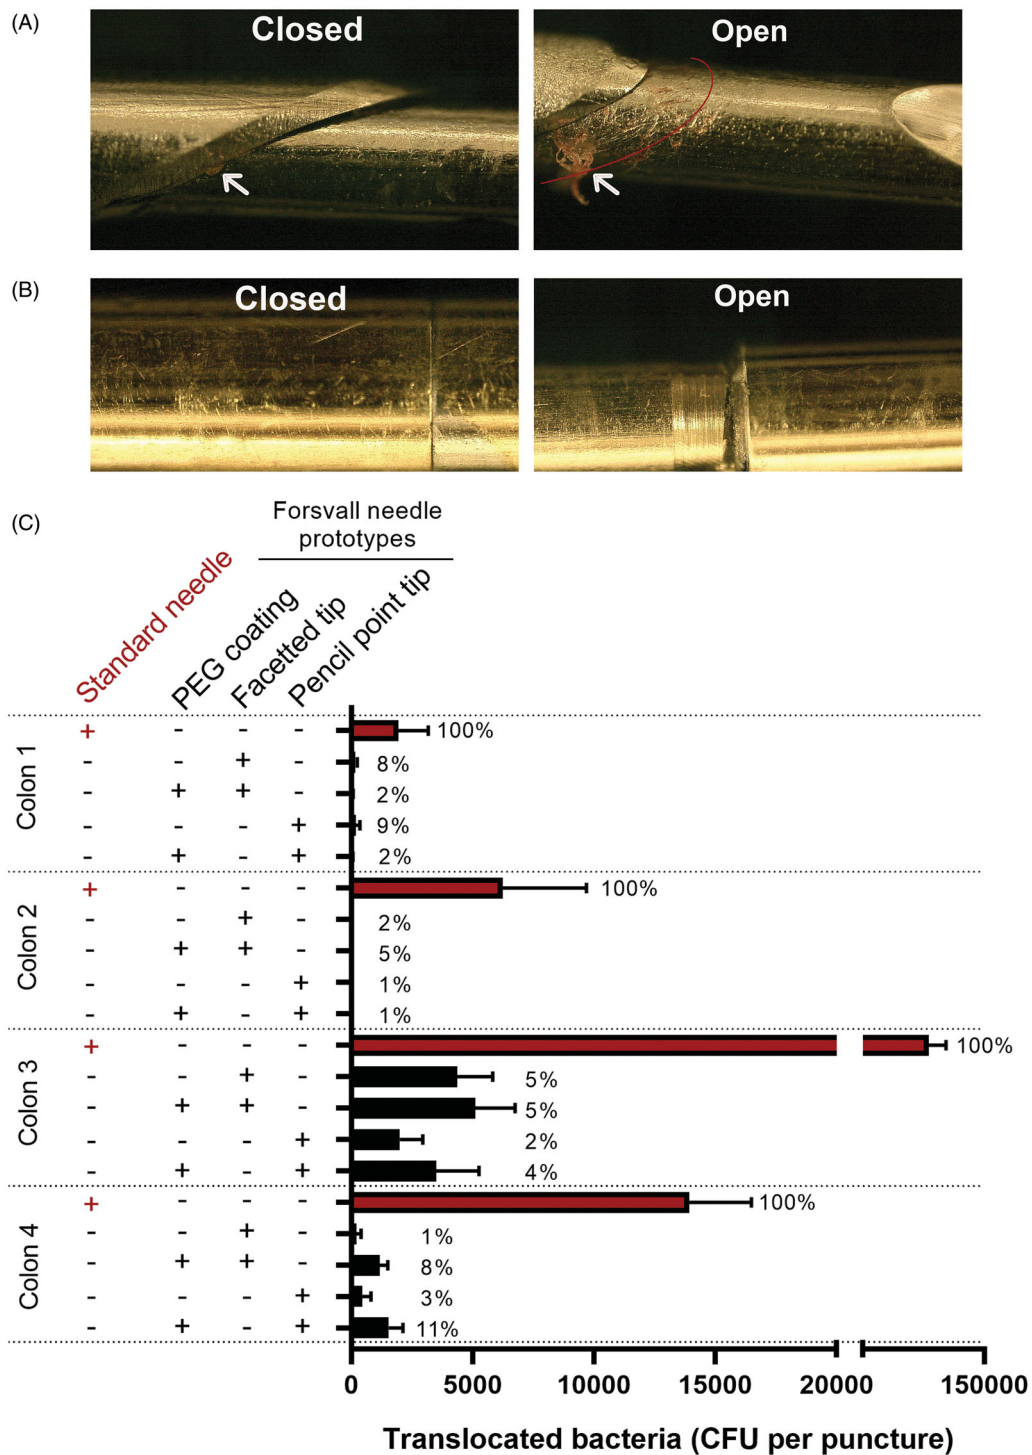 (A)
Closed
Open
(B)
Closed
Open
(C)
Forsvall needle
prototypes
Standard needle
PEG coating
Facetted tip
Pencil point tip
Colon 1
+ - - - 100%
- - + - 8%
- + + - 2%
- - - + 9%
- + - + 2%
Colon 2
+ - - - 100%
- - + - 2%
- + + - 5%
- - - + 1%
- + - + 1%
Colon 3
+ - - - 100%
- - + - 5%
- + + - 5%
- - - + 2%
- + - + 4%
Colon 4
+ - - - 100%
- - + - 1%
- + + - 8%
- - - + 3%
- + - + 11%
0 5000 10000 15000 20000 150000
Translocated bacteria (CFU per puncture)